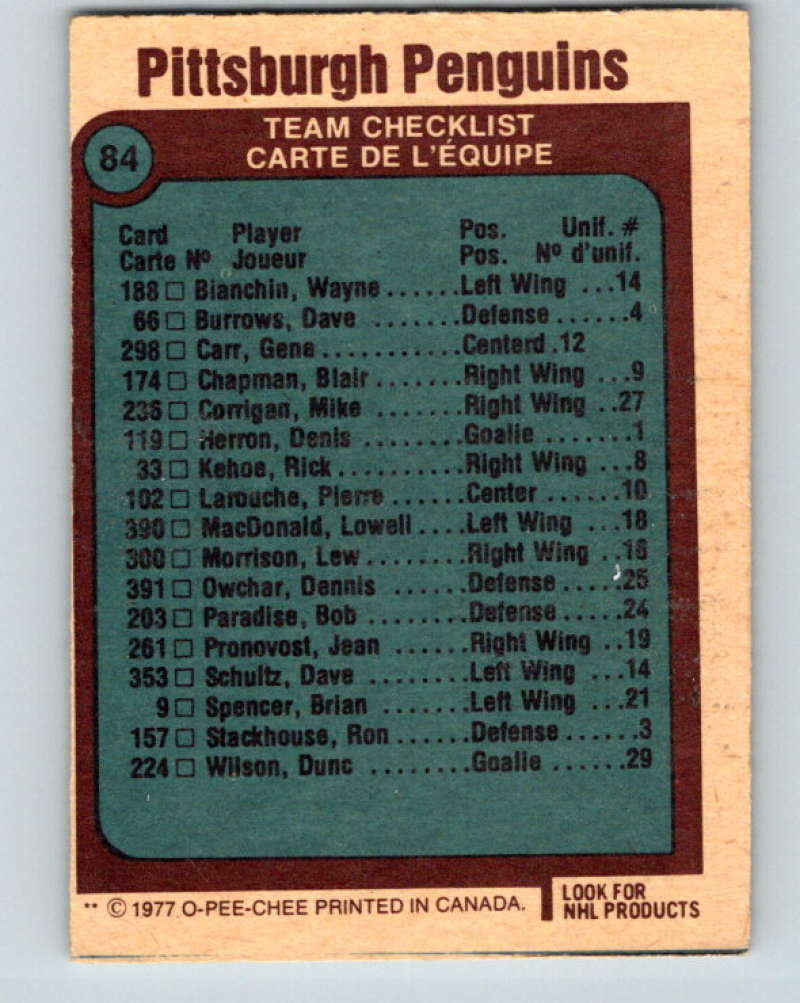 Pittsburgh Penguins
TEAM CHECKLIST
CARTE DE L'ÉQUIPE
84
Card Player Pos. Unif. #
Carte Nº Joueur Pos. Nº d'unif.
188 □ Bianchin, Wayne......Left Wing ...14
66 □ Burrows, Dave .......Defense......4
298 □ Carr, Gene...........Centerd .12
174 □ Chapman, Blair.......Right Wing ...9
236 □ Corrigan, Mike .......Right Wing ..27
119 □ Herron, Denis ........Goalie .......1
33 □ Kehoe, Rick..........Right Wing ...8
102 □ Larouche, Pierre......Center ......10
390 □ MacDonald, Lowell....Left Wing ...18
300 □ Morrison, Lew........Right Wing ..16
391 □ Owchar, Dennis ......Defense.....25
203 □ Paradise, Bob ........Defense.....24
261 □ Pronovost, Jean ......Right Wing ..19
353 □ Schultz, Dave ........Left Wing ...14
9 □ Spencer, Brian .......Left Wing ...21
157 □ Stackhouse, Ron......Defense......3
224 □ Wilson, Dunc ........Goalie ......29
** © 1977 O-PEE-CHEE PRINTED IN CANADA.
LOOK FOR
NHL PRODUCTS